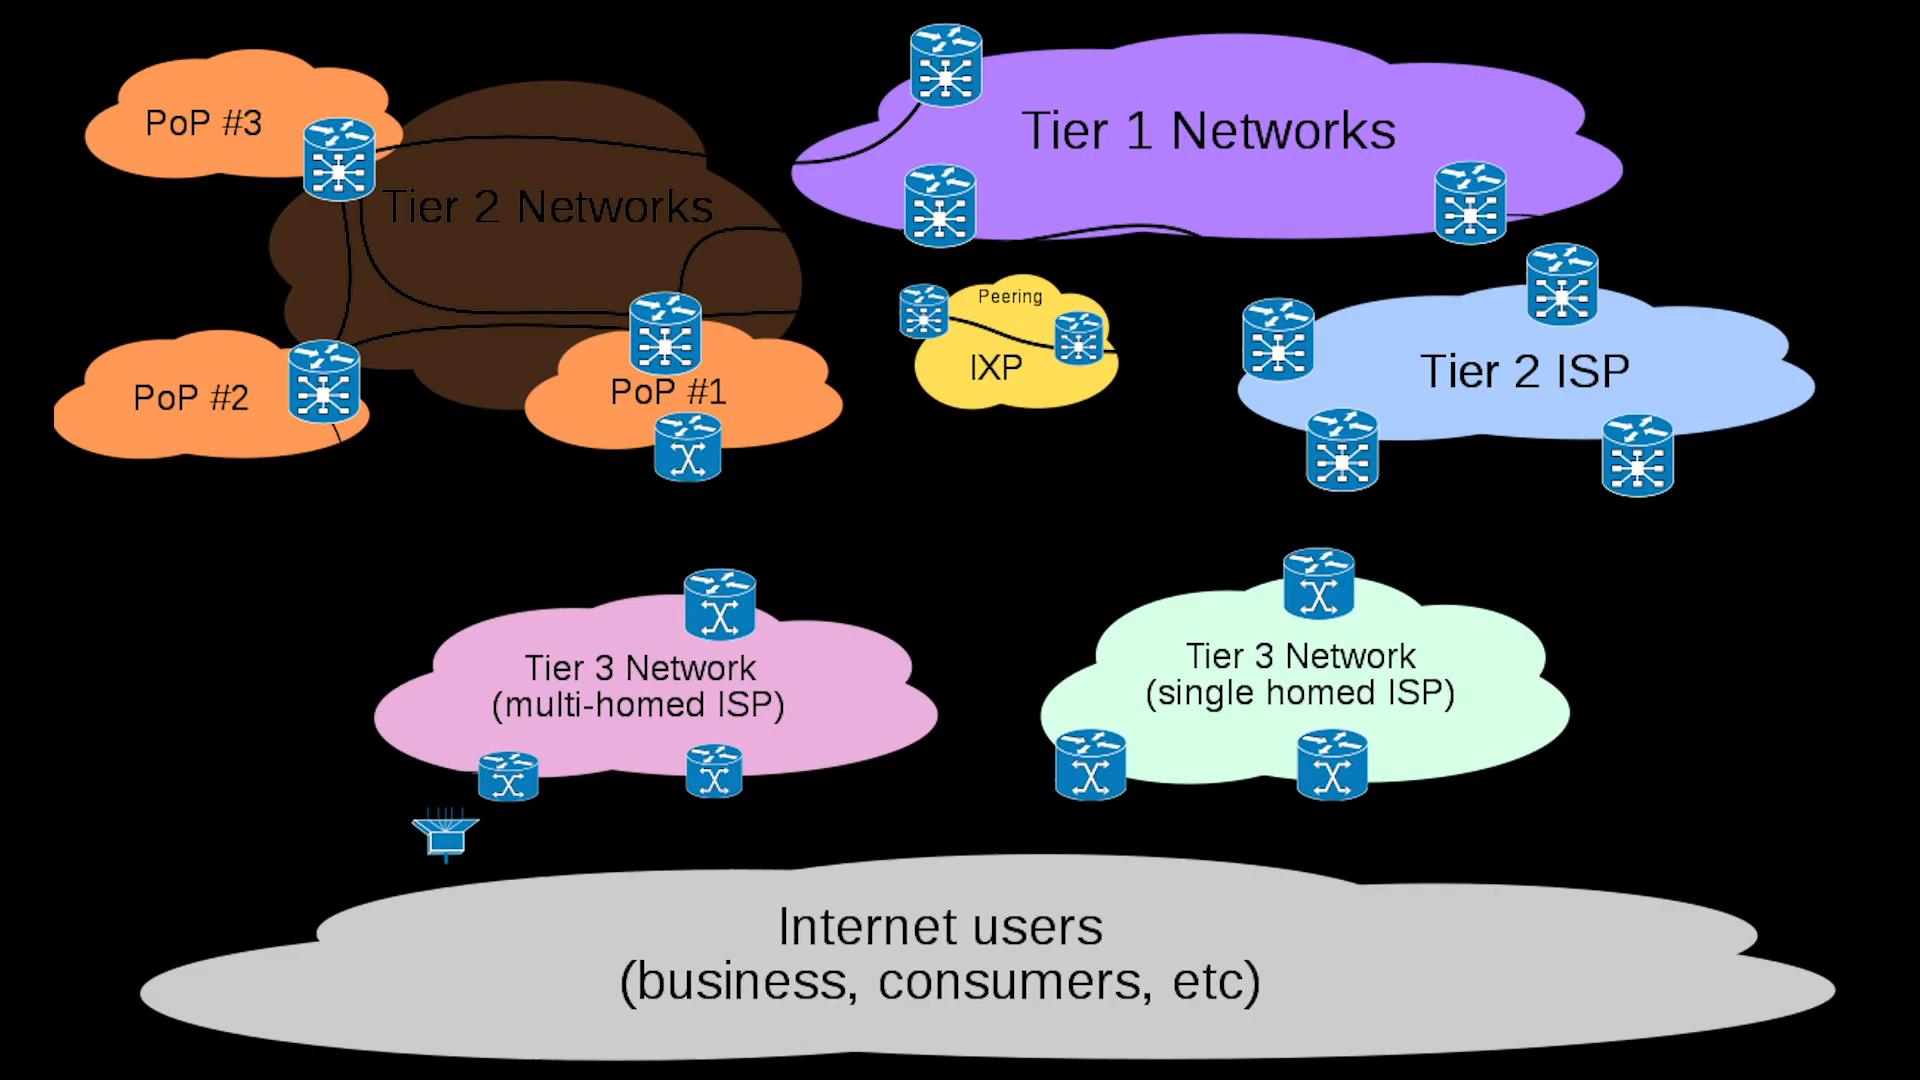 PoP #3
Tier 1 Networks
Tier 2 Networks
Peering
IXP
Tier 2 ISP
PoP #2
PoP #1
Tier 3 Network
(multi-homed ISP)
Tier 3 Network
(single homed ISP)
Internet users
(business, consumers, etc)